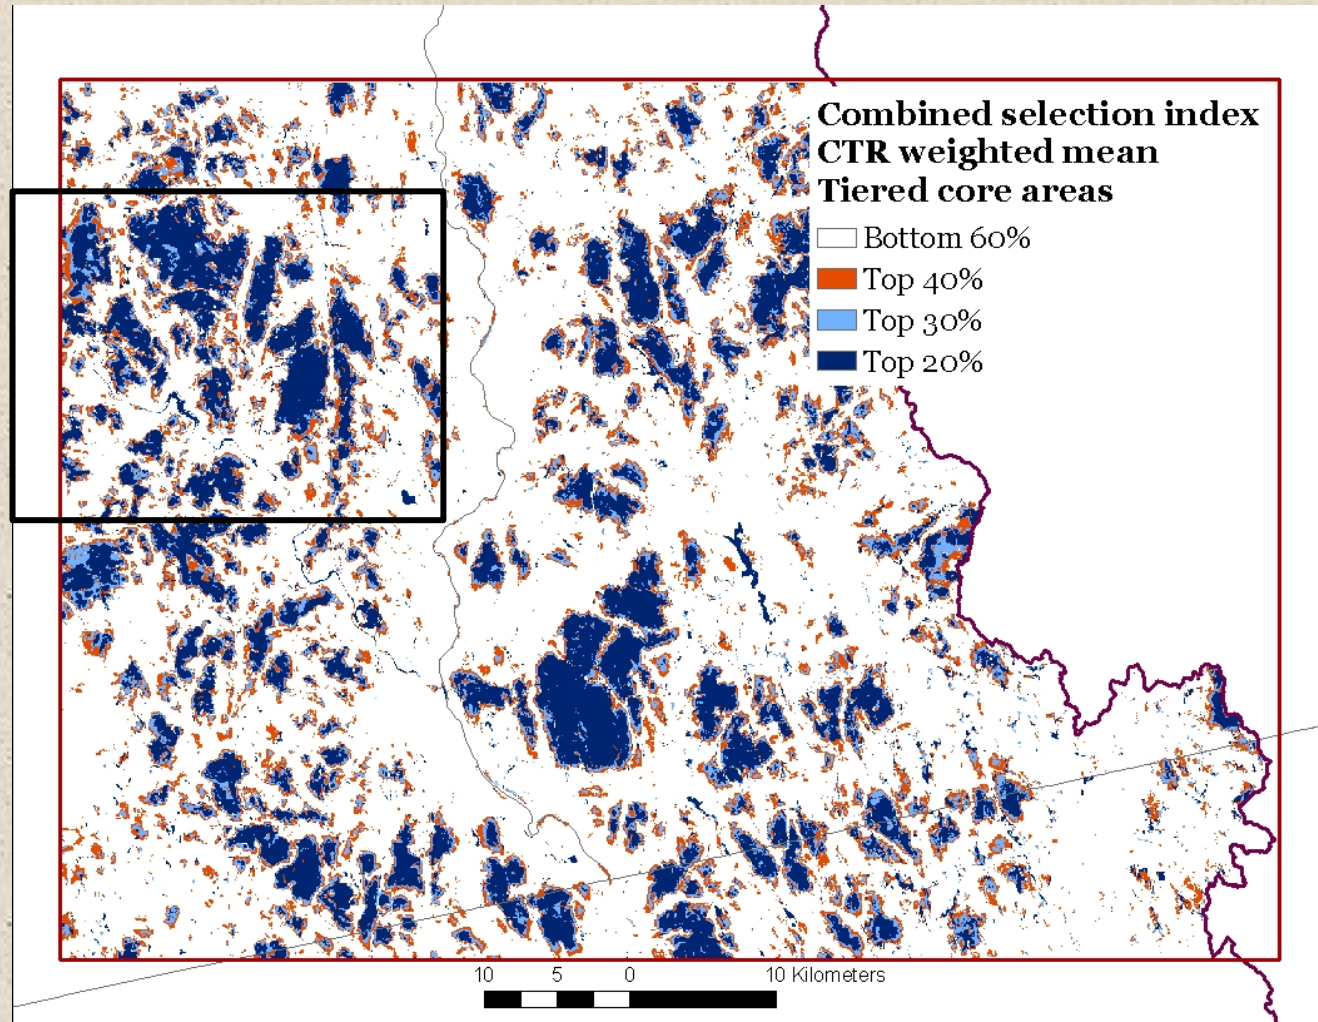 Combined selection index
CTR weighted mean
Tiered core areas
Bottom 60%
Top 40%
Top 30%
Top 20%
10 5 0 10 Kilometers